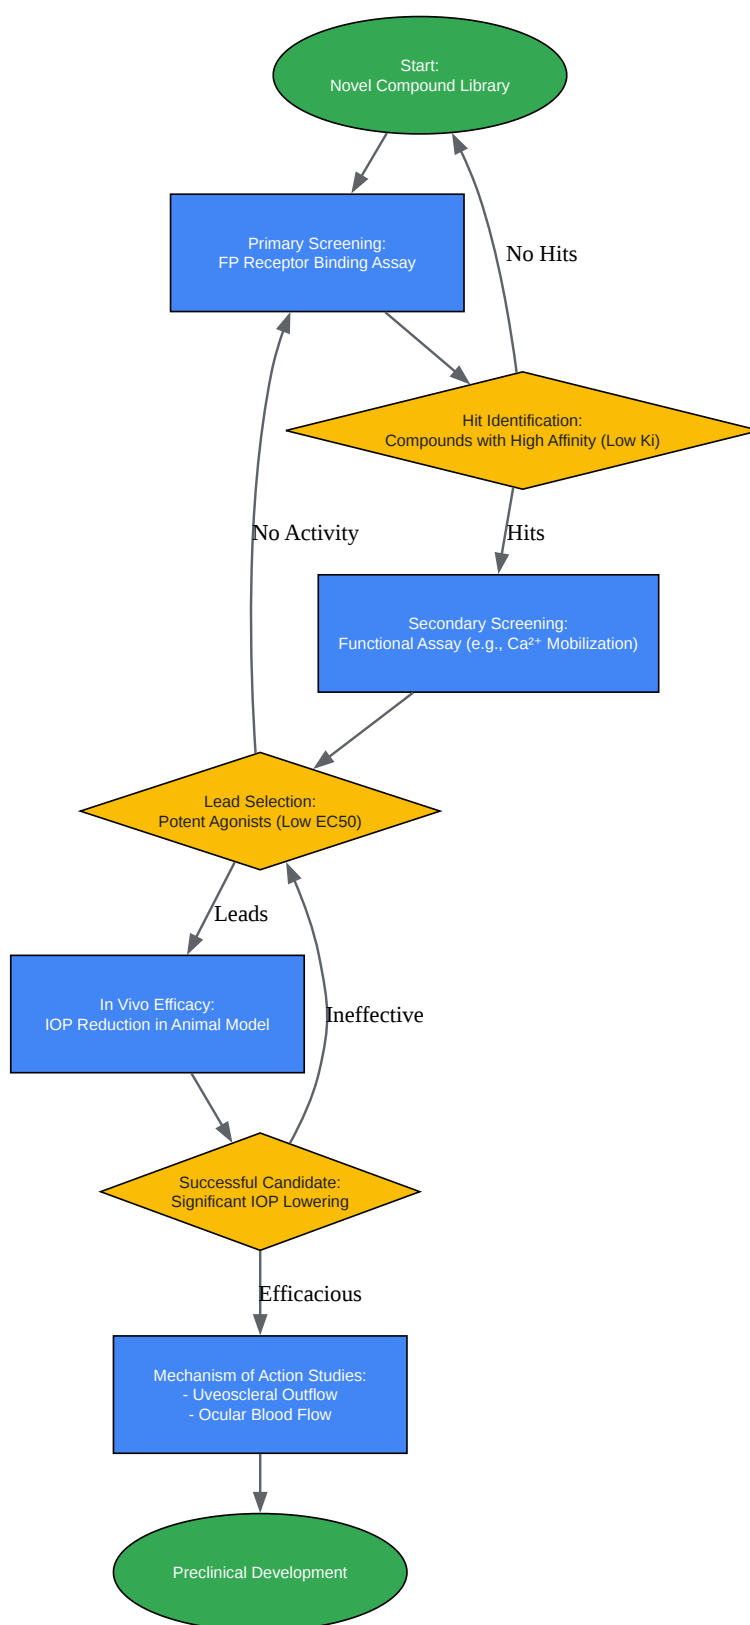 Start:
Novel Compound Library
Primary Screening:
FP Receptor Binding Assay
No Hits
Hit Identification:
Compounds with High Affinity (Low Ki)
No Activity
Hits
Secondary Screening:
Functional Assay (e.g., Ca²⁺ Mobilization)
Lead Selection:
Potent Agonists (Low EC50)
Leads
In Vivo Efficacy:
IOP Reduction in Animal Model
Ineffective
Successful Candidate:
Significant IOP Lowering
Efficacious
Mechanism of Action Studies:
- Uveoscleral Outflow
- Ocular Blood Flow
Preclinical Development